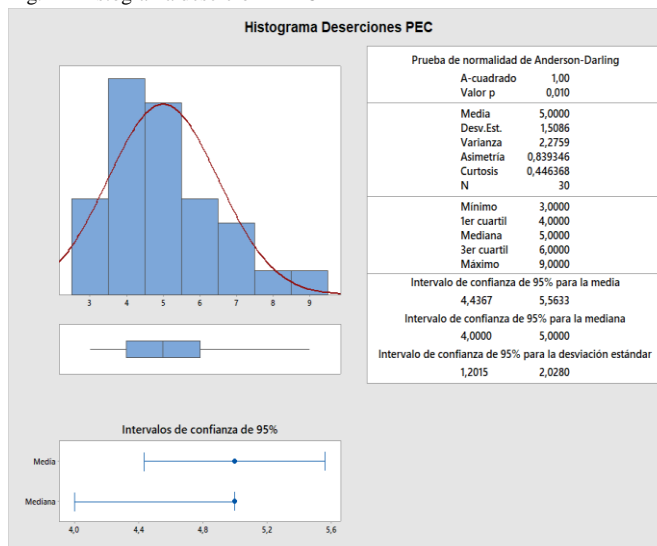 Histograma Deserciones PEC
3 4 5 6 7 8 9
Prueba de normalidad de Anderson-Darling
A-cuadrado 1,00
Valor p 0,010
Media 5,0000
Desv.Est. 1,5086
Varianza 2,2759
Asimetría 0,839346
Curtosis 0,446368
N 30
Mínimo 3,0000
1er cuartil 4,0000
Mediana 5,0000
3er cuartil 6,0000
Máximo 9,0000
Intervalo de confianza de 95% para la media
4,4367 5,5633
Intervalo de confianza de 95% para la mediana
4,0000 5,0000
Intervalo de confianza de 95% para la desviación estándar
1,2015 2,0280
Intervalos de confianza de 95%
Media
Mediana
4,0 4,4 4,8 5,2 5,6